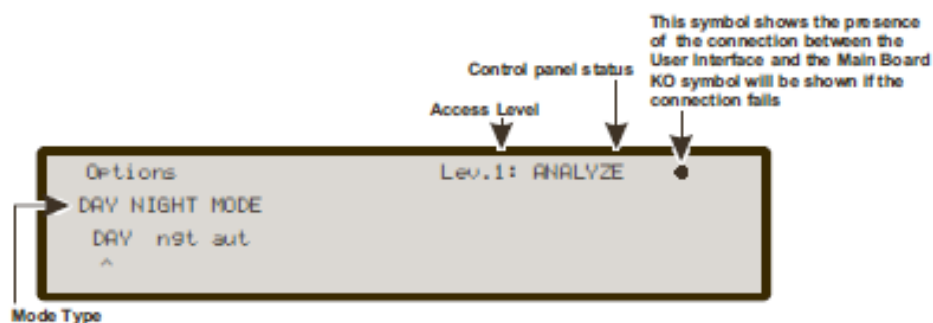 This symbol shows the presence
of the connection between the
User Interface and the Main Board
KO symbol will be shown if the
connection fails
Control panel status
Access Level
Options Lev.1: ANALYZE
DAY NIGHT MODE
DAY ngt aut
^
Mode Type